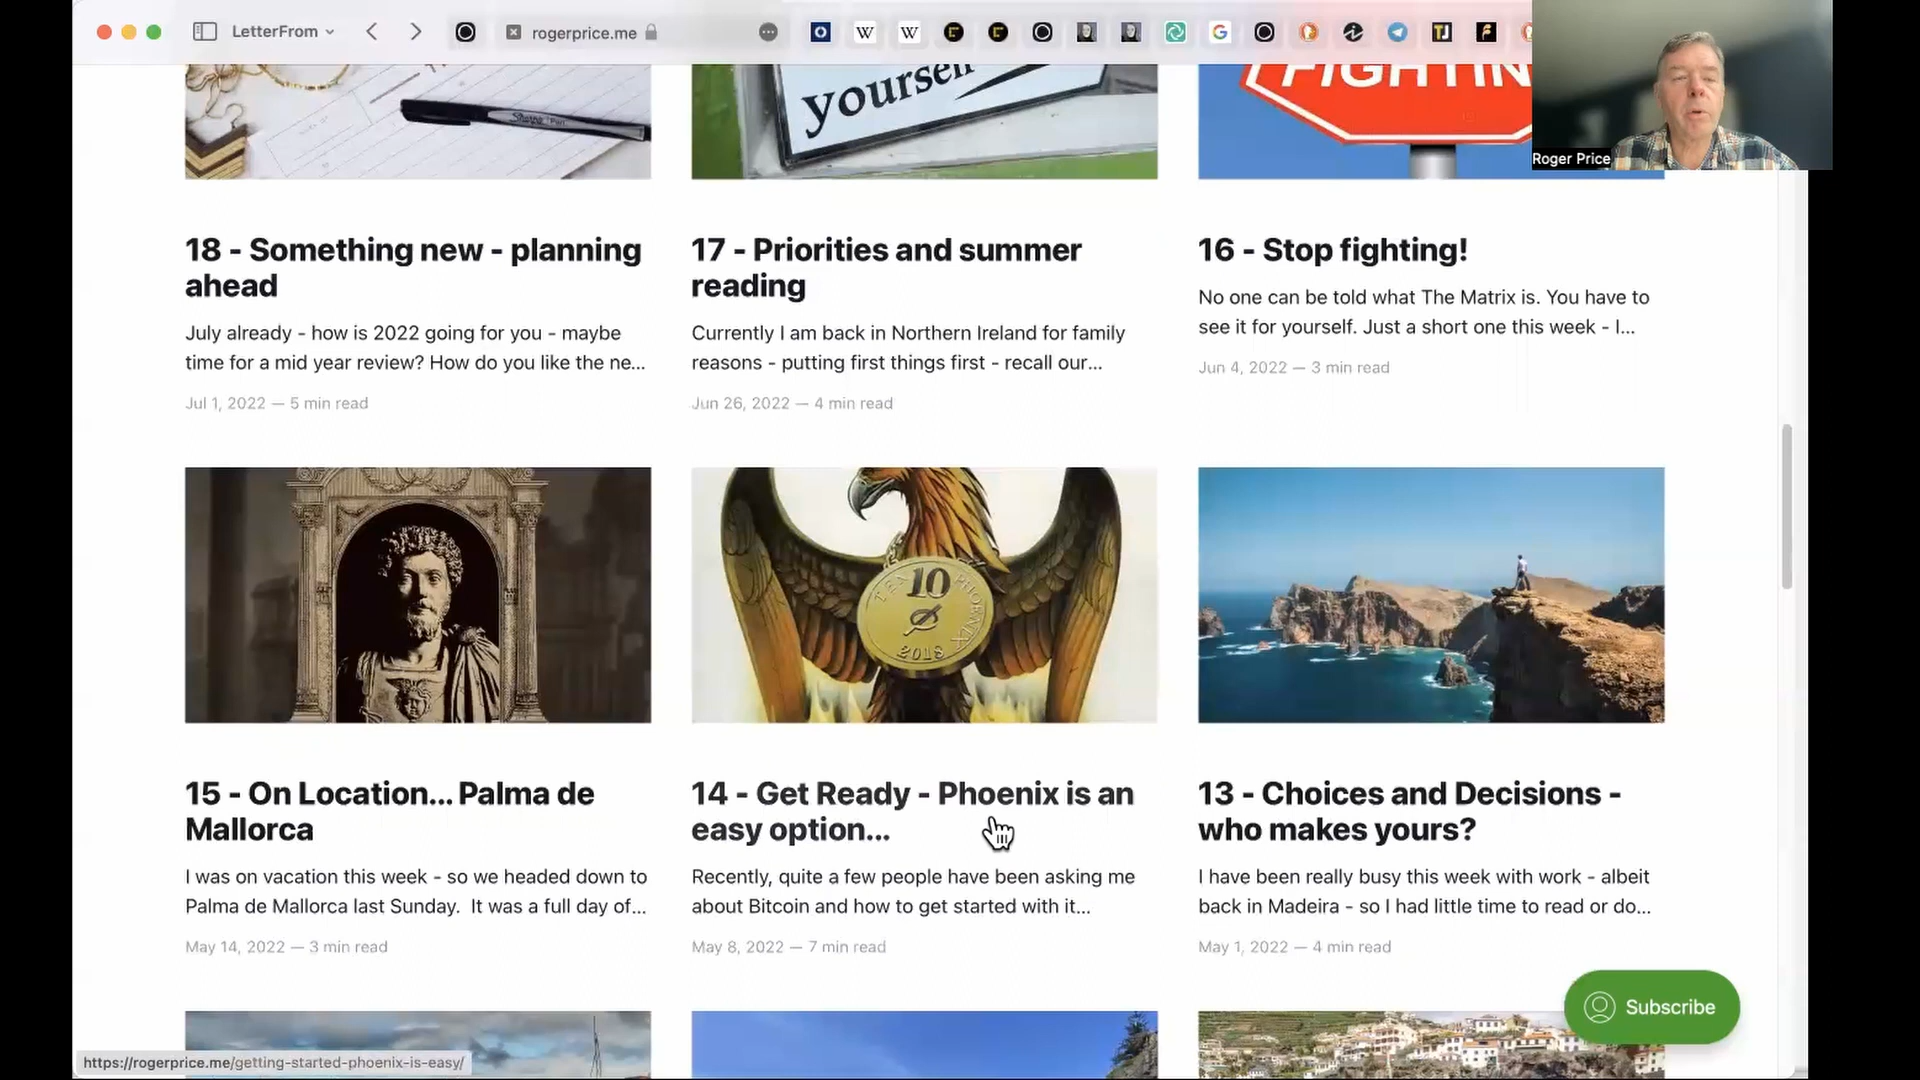 LetterFrom
rogerprice.me
Roger Price
Sharpie Pen
yourself
FIGHTIN
18 - Something new - planning
ahead
July already - how is 2022 going for you - maybe
time for a mid year review? How do you like the ne...
Jul 1, 2022 — 5 min read
17 - Priorities and summer
reading
Currently I am back in Northern Ireland for family
reasons - putting first things first - recall our...
Jun 26, 2022 — 4 min read
16 - Stop fighting!
No one can be told what The Matrix is. You have to
see it for yourself. Just a short one this week - I...
Jun 4, 2022 — 3 min read
TEN PHOENIX
10
2018
15 - On Location... Palma de
Mallorca
I was on vacation this week - so we headed down to
Palma de Mallorca last Sunday. It was a full day of...
May 14, 2022 — 3 min read
14 - Get Ready - Phoenix is an
easy option...
Recently, quite a few people have been asking me
about Bitcoin and how to get started with it...
May 8, 2022 — 7 min read
13 - Choices and Decisions -
who makes yours?
I have been really busy this week with work - albeit
back in Madeira - so I had little time to read or do...
May 1, 2022 — 4 min read
Subscribe
https://rogerprice.me/getting-started-phoenix-is-easy/